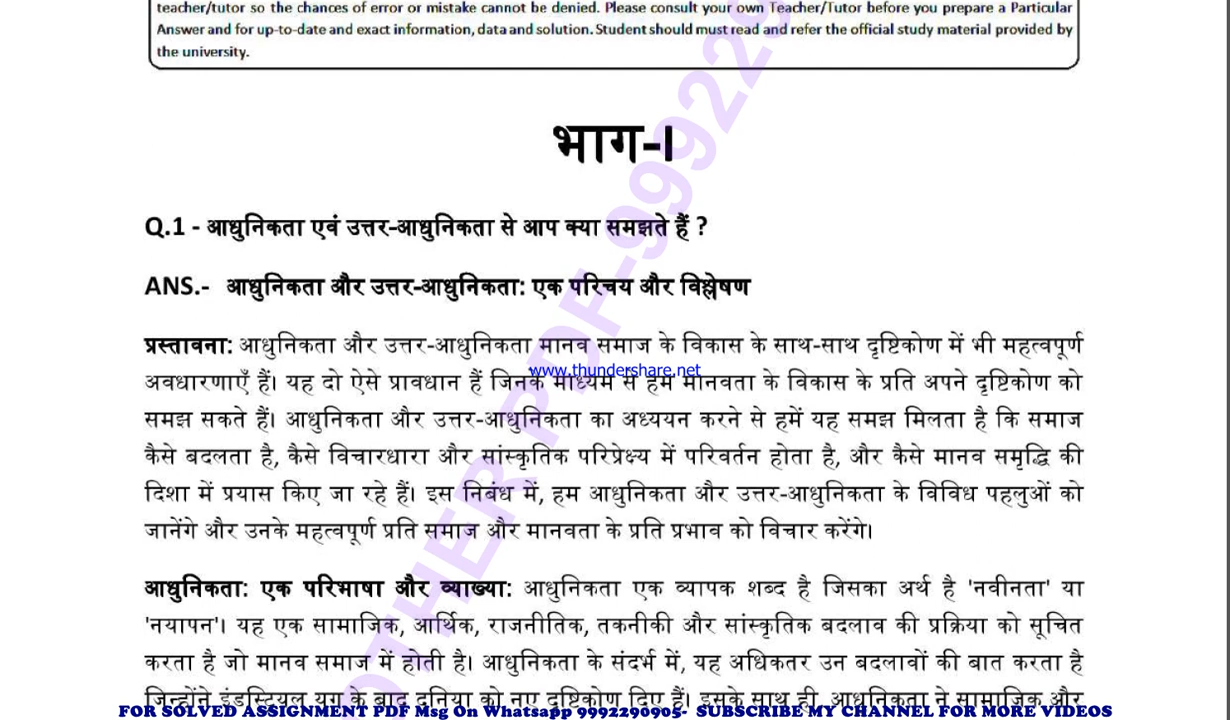 teacher/tutor so the chances of error or mistake cannot be denied. Please consult your own Teacher/Tutor before you prepare a Particular
Answer and for up-to-date and exact information, data and solution. Student should must read and refer the official study material provided by
the university.
भाग-I
Q.1 - आधुनिकता एवं उत्तर-आधुनिकता से आप क्या समझते हैं ?
ANS.- आधुनिकता और उत्तर-आधुनिकता: एक परिचय और विश्लेषण
प्रस्तावना: आधुनिकता और उत्तर-आधुनिकता मानव समाज के विकास के साथ-साथ दृष्टिकोण में भी महत्वपूर्ण
www.thundershare.net
अवधारणाएँ हैं। यह दो ऐसे प्रावधान हैं जिनके माध्यम से हम मानवता के विकास के प्रति अपने दृष्टिकोण को
समझ सकते हैं। आधुनिकता और उत्तर-आधुनिकता का अध्ययन करने से हमें यह समझ मिलता है कि समाज
कैसे बदलता है, कैसे विचारधारा और सांस्कृतिक परिप्रेक्ष्य में परिवर्तन होता है, और कैसे मानव समृद्धि की
दिशा में प्रयास किए जा रहे हैं। इस निबंध में, हम आधुनिकता और उत्तर-आधुनिकता के विविध पहलुओं को
जानेंगे और उनके महत्वपूर्ण प्रति समाज और मानवता के प्रति प्रभाव को विचार करेंगे।
आधुनिकता: एक परिभाषा और व्याख्या: आधुनिकता एक व्यापक शब्द है जिसका अर्थ है 'नवीनता' या
'नयापन'। यह एक सामाजिक, आर्थिक, राजनीतिक, तकनीकी और सांस्कृतिक बदलाव की प्रक्रिया को सूचित
करता है जो मानव समाज में होती है। आधुनिकता के संदर्भ में, यह अधिकतर उन बदलावों की बात करता है
जिन्होंने इंडस्ट्रियल युग के बाद दुनिया को नए दृष्टिकोण दिए हैं। इसके साथ ही, आधुनिकता ने सामाजिक और
FOR SOLVED ASSIGNMENT PDF Msg On Whatsapp 9992290905- SUBSCRIBE MY CHANNEL FOR MORE VIDEOS
OTHER PDF-999229